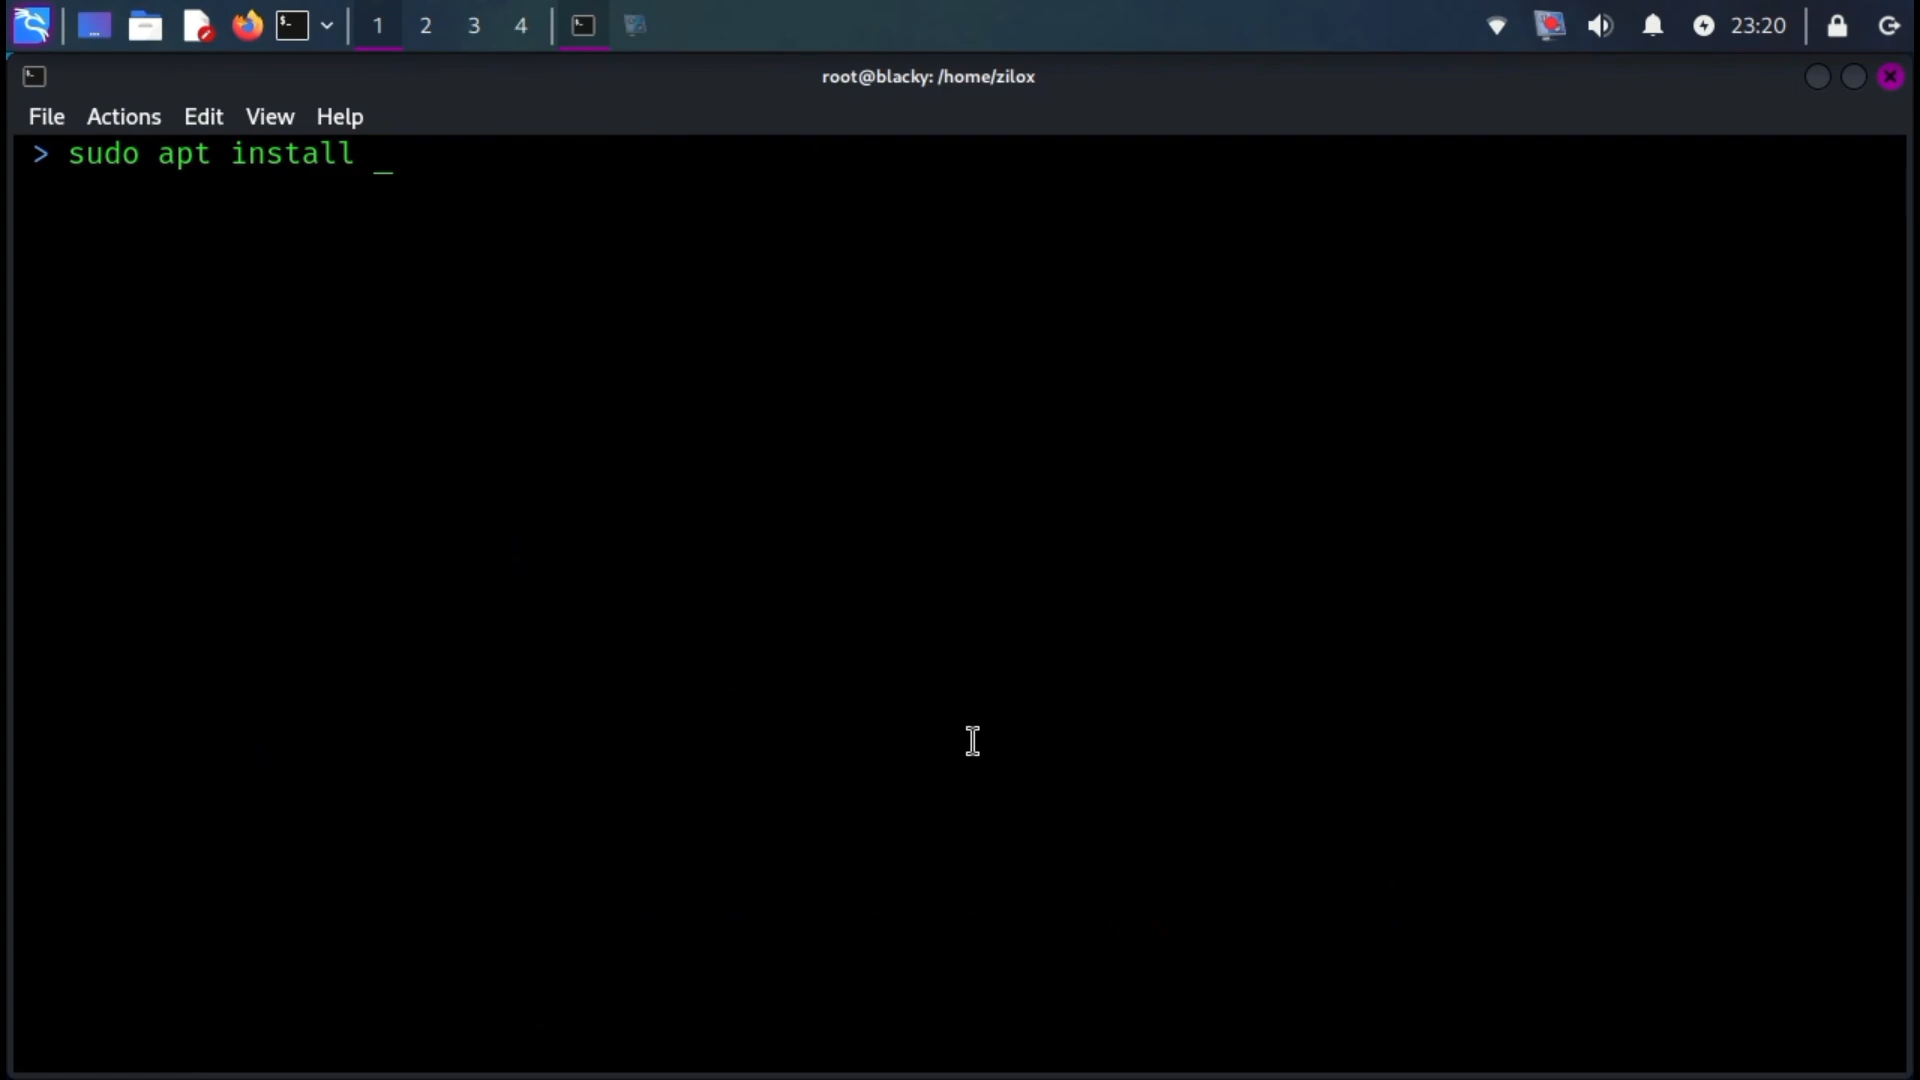 1 2 3 4 23:20
root@blacky: /home/zilox
File Actions Edit View Help
> sudo apt install _